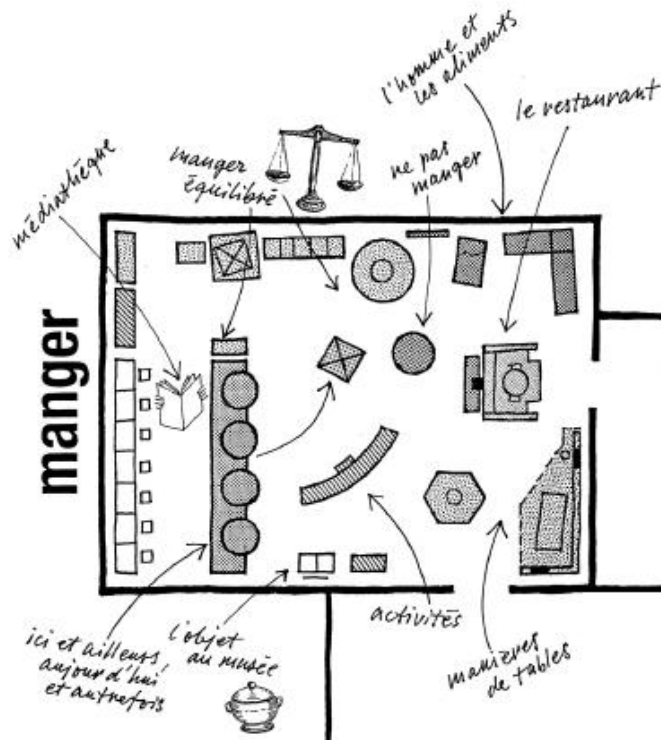 l'homme et
les aliments
le restaurant
médiathèque
manger
équilibré
ne pas
manger
manger
ici et ailleurs,
aujourd'hui
et autrefois
l'objet
au musée
activités
manières
de tables